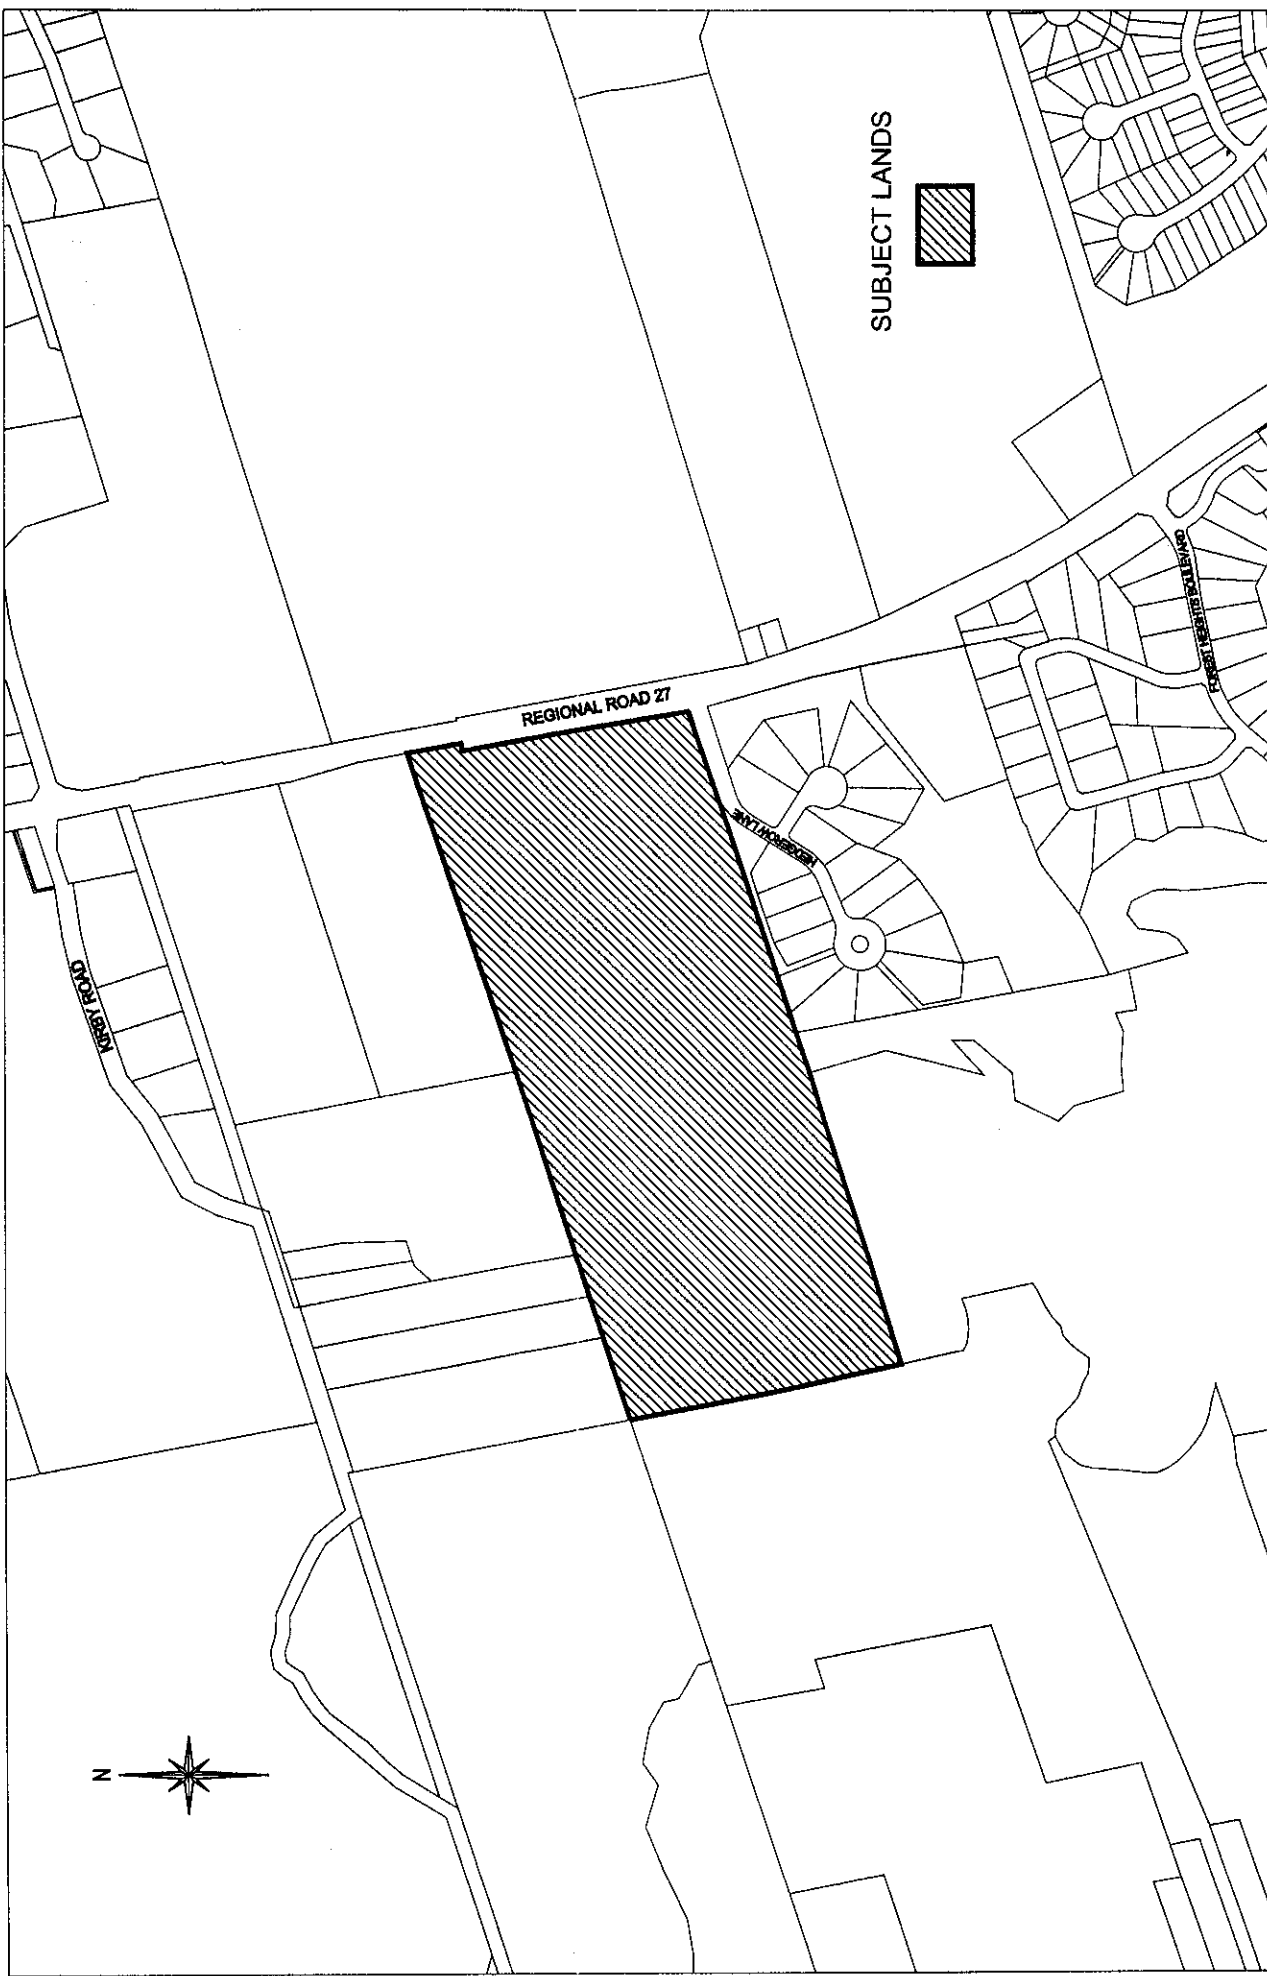 N
KIRBY ROAD
REGIONAL ROAD 27
HEDGEROW LANE
FOREST HEIGHTS BOULEVARD
SUBJECT LANDS